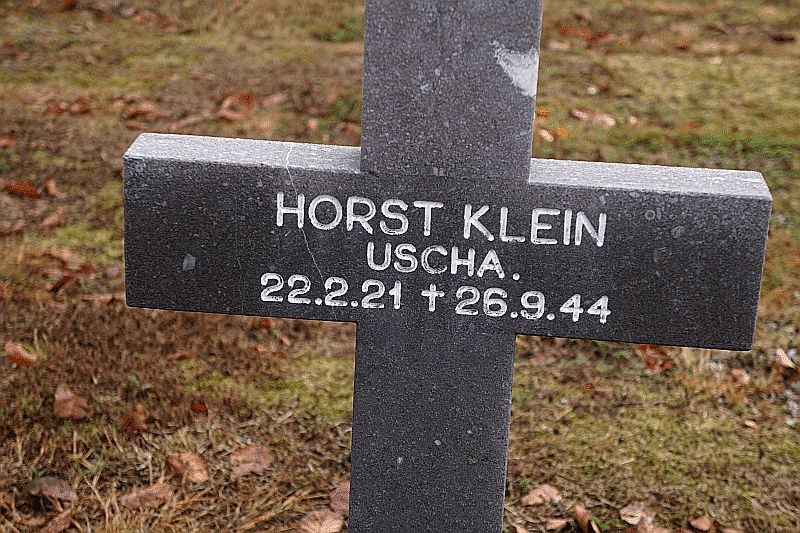 HORST KLEIN
USCHA.
22.2.21 ✝ 26.9.44